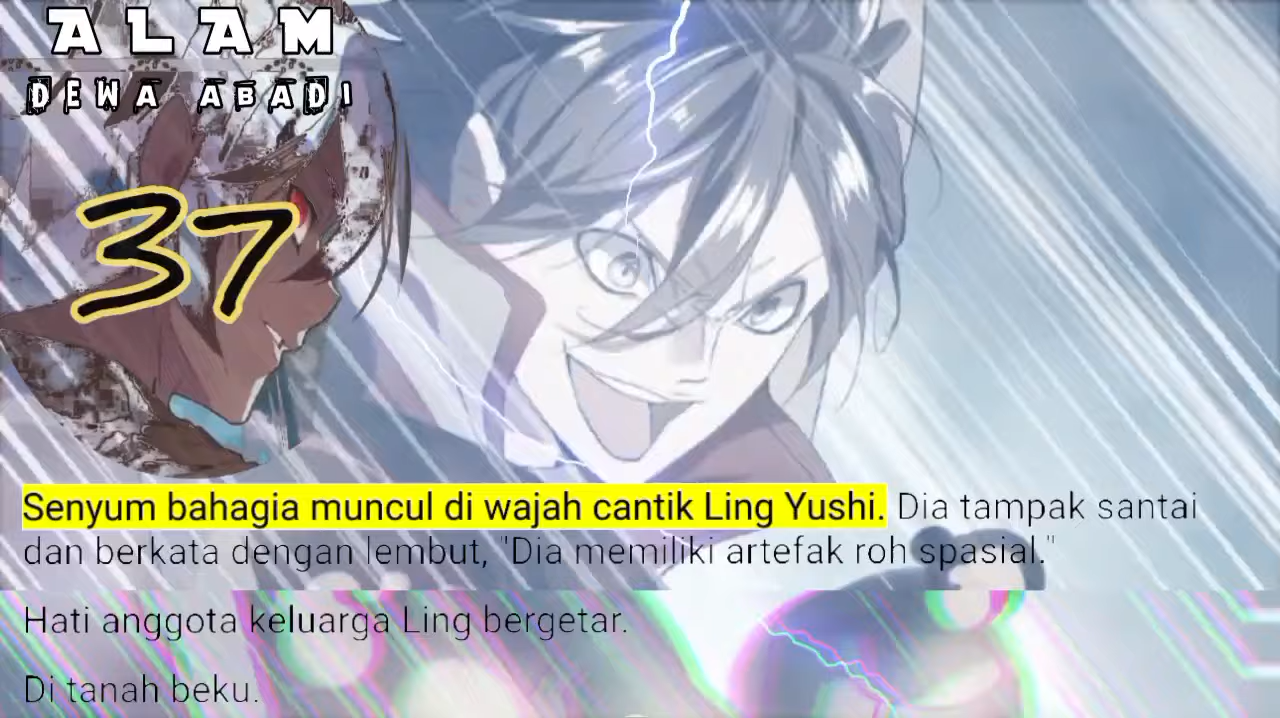 ALAM
DEWA ABADI
37
Senyum bahagia muncul di wajah cantik Ling Yushi. Dia tampak santai
dan berkata dengan lembut, "Dia memiliki artefak roh spasial."
Hati anggota keluarga Ling bergetar.
Di tanah beku.